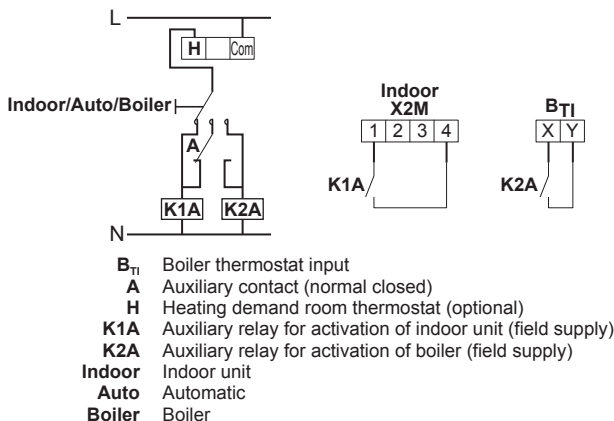 L
H Com
Indoor/Auto/Boiler
A
K1A K2A
N
Indoor
X2M
1 2 3 4
K1A
BTI
X Y
K2A
BTI Boiler thermostat input
A Auxiliary contact (normal closed)
H Heating demand room thermostat (optional)
K1A Auxiliary relay for activation of indoor unit (field supply)
K2A Auxiliary relay for activation of boiler (field supply)
Indoor Indoor unit
Auto Automatic
Boiler Boiler